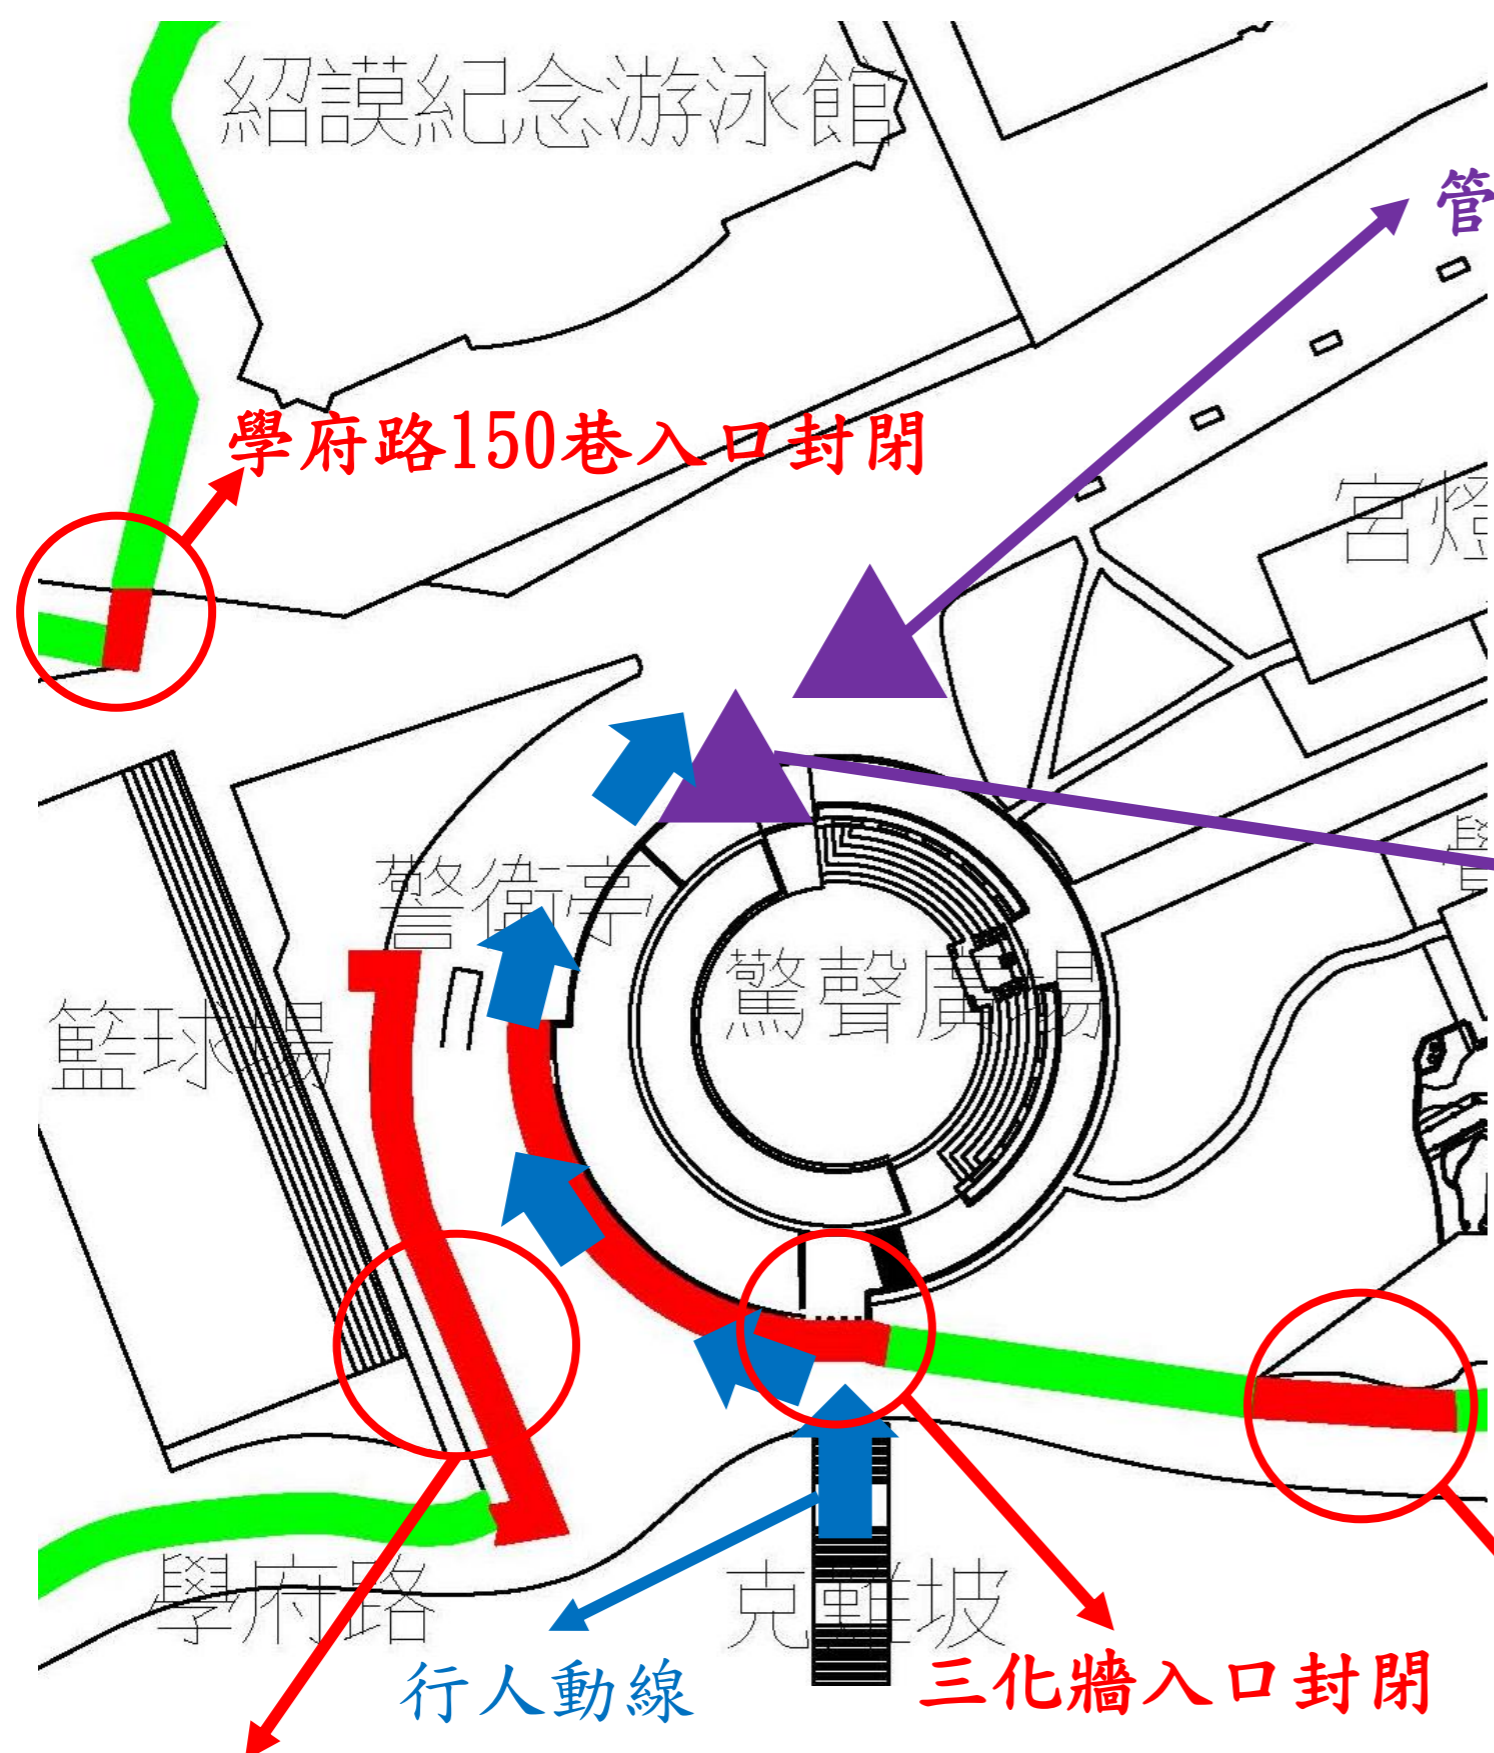 紹謨紀念游泳館
管
學府路150巷入口封閉
宮燈
警衛亭
驚聲廣場
籃球場
學府路
克難坡
行人動線
三化牆入口封閉